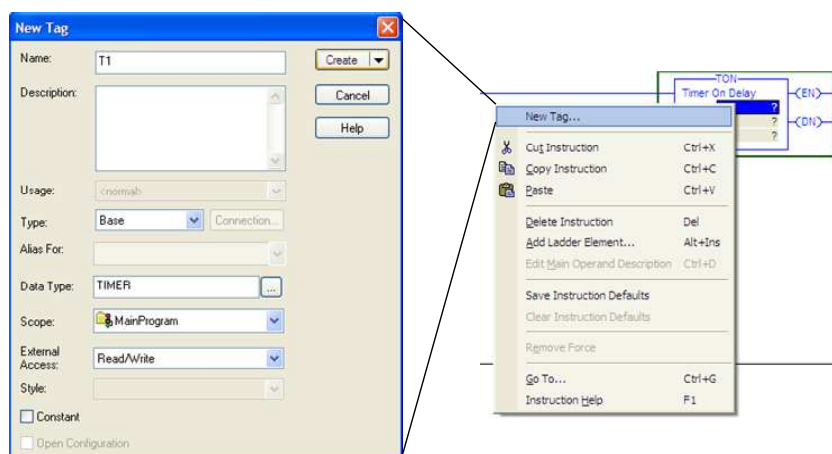 New Tag
Name: T1
Create
Description:
Cancel
Help
Usage: <normal>
Type: Base Connection...
Alias For:
Data Type: TIMER ...
Scope: MainProgram
External Access: Read/Write
Style:
Constant
Open Configuration
TON
Timer On Delay
(EN)
?
(DN)
?
?
New Tag...
Cut Instruction Ctrl+X
Copy Instruction Ctrl+C
Paste Ctrl+V
Delete Instruction Del
Add Ladder Element... Alt+Ins
Edit Main Operand Description Ctrl+D
Save Instruction Defaults
Clear Instruction Defaults
Remove Force
Go To... Ctrl+G
Instruction Help F1